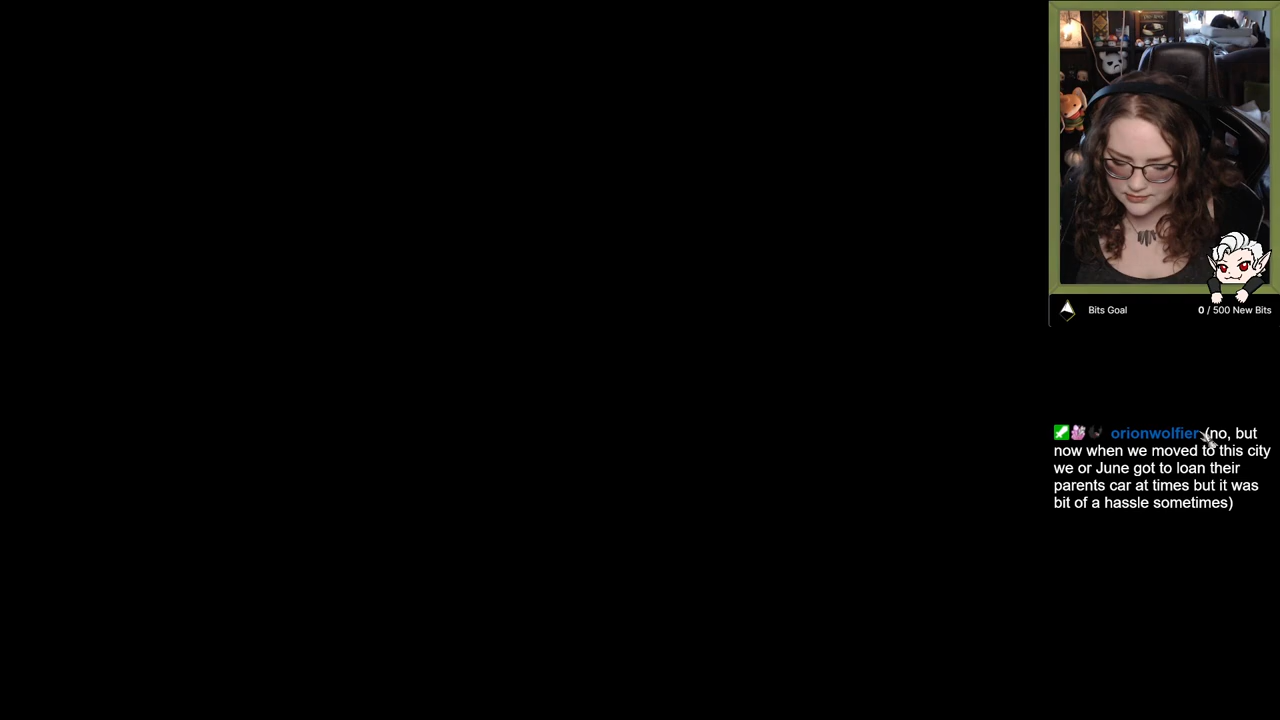 Bits Goal 0 / 500 New Bits
orionwolfier (no, but
now when we moved to this city
we or June got to loan their
parents car at times but it was
bit of a hassle sometimes)